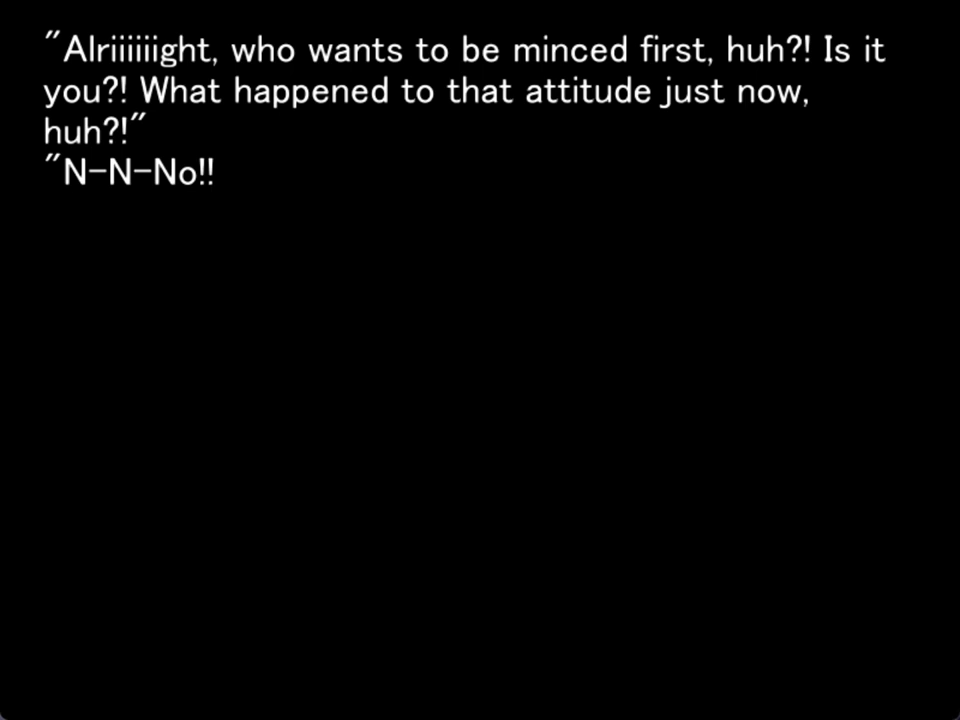 "Alriiiiiight, who wants to be minced first, huh?! Is it
you?! What happened to that attitude just now,
huh?!"
"N-N-No!!